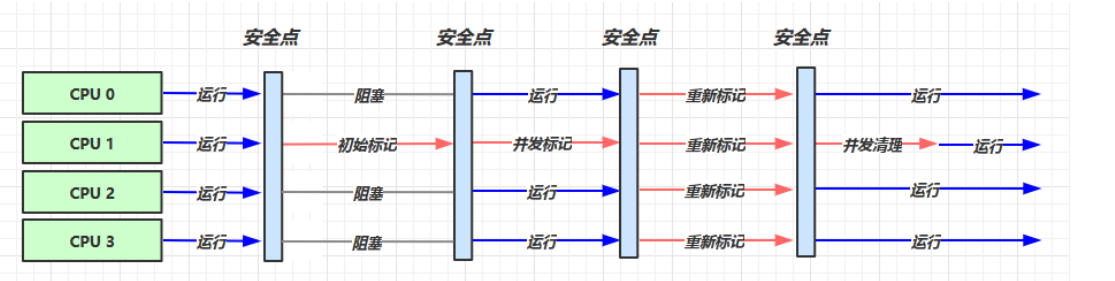 安全点 安全点 安全点 安全点
CPU 0 运行 阻塞 运行 重新标记 运行
CPU 1 运行 初始标记 并发标记 重新标记 并发清理 运行
CPU 2 运行 阻塞 运行 重新标记 运行
CPU 3 运行 阻塞 运行 重新标记 运行